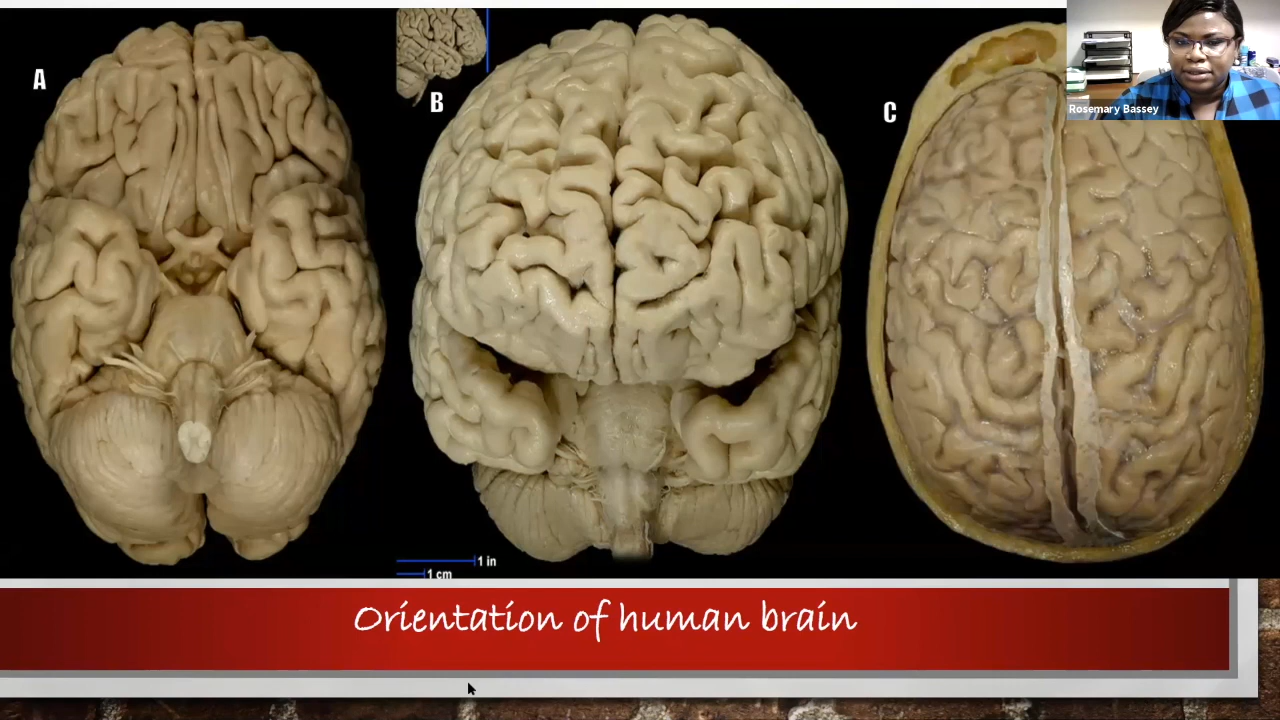 A
B
C
Rosemary Bassey
1 in
1 cm
Orientation of human brain